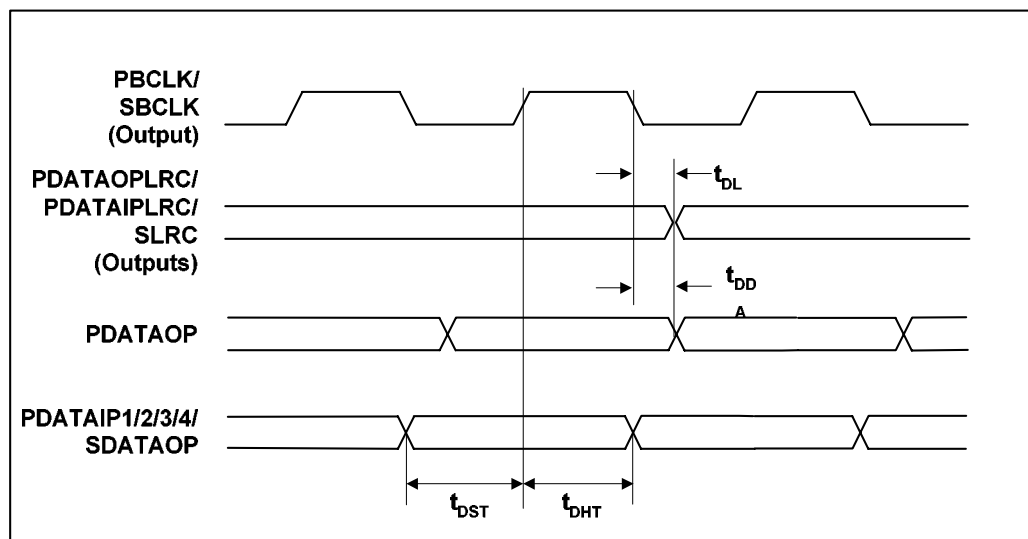 PBCLK/
SBCLK
(Output)
PDATAOPLRC/
PDATAIPLRC/
SLRC
(Outputs)
tDL
tDD
A
PDATAOP
PDATAIP1/2/3/4/
SDATAOP
tDST
tDHT